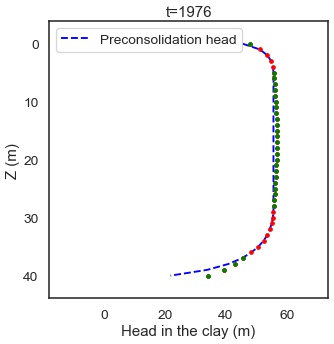 t=1976
Preconsolidation head
0
10
20
30
40
Z (m)
0 20 40 60
Head in the clay (m)